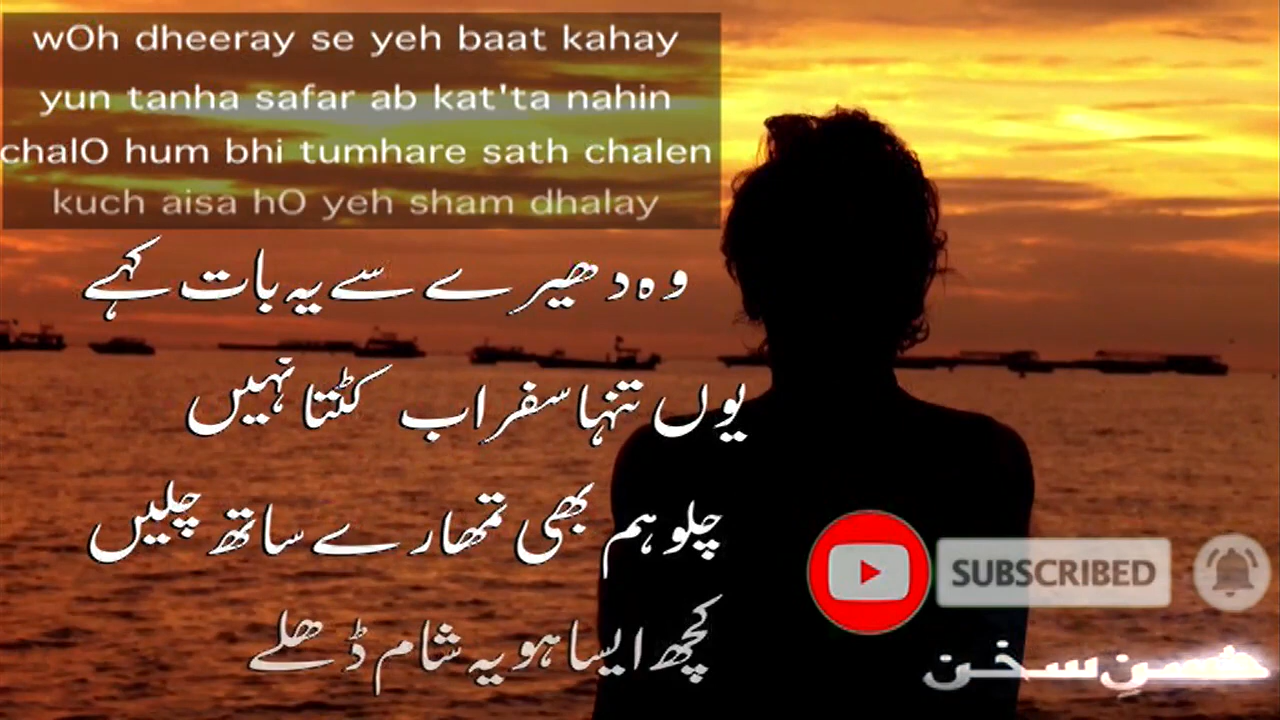 wOh dheeray se yeh baat kahay
yun tanha safar ab kat'ta nahin
chalO hum bhi tumhare sath chalen
kuch aisa hO yeh sham dhalay
وہ دھیرے سے یہ بات کہے
یوں تنہا سفر اب کٹتا نہیں
چلو ہم بھی تمھارے ساتھ چلیں
کچھ ایسا ہو یہ شام ڈھلے
SUBSCRIBED
حسنِ سخن